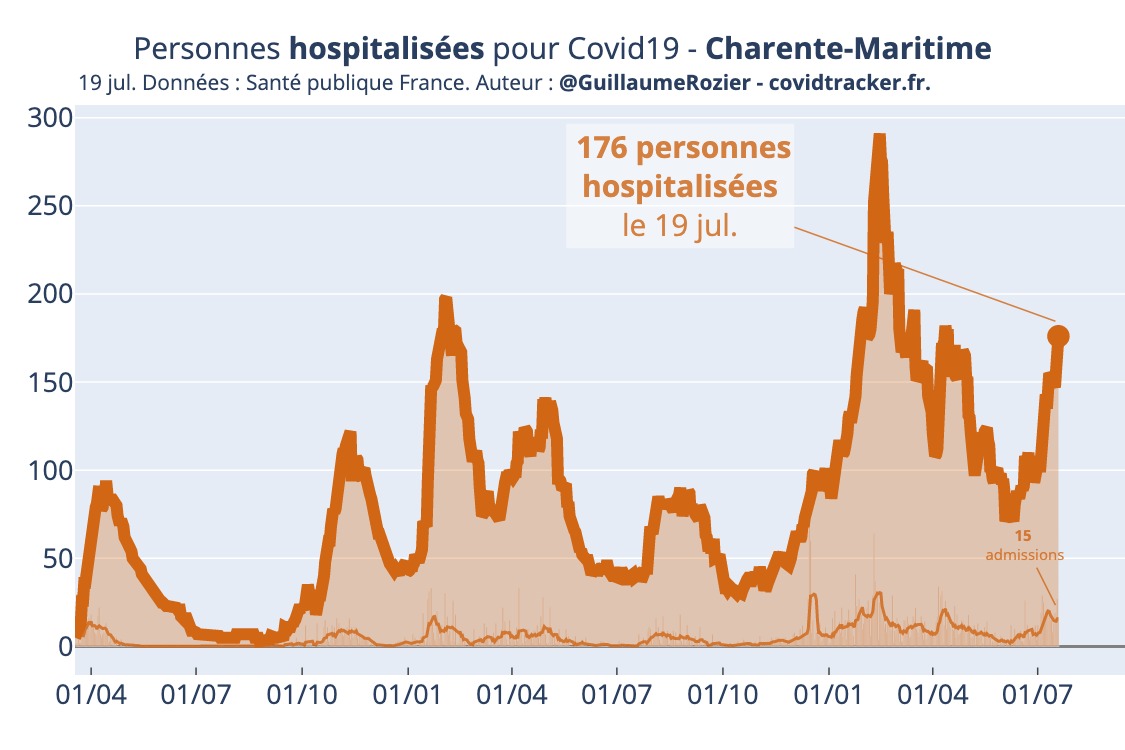 Personnes hospitalisées pour Covid19 - Charente-Maritime
19 jul. Données : Santé publique France. Auteur : @GuillaumeRozier - covidtracker.fr.
300
176 personnes
hospitalisées
le 19 jul.
250
200
150
100
50
15
admissions
0
01/04 01/07 01/10 01/01 01/04 01/07 01/10 01/01 01/04 01/07